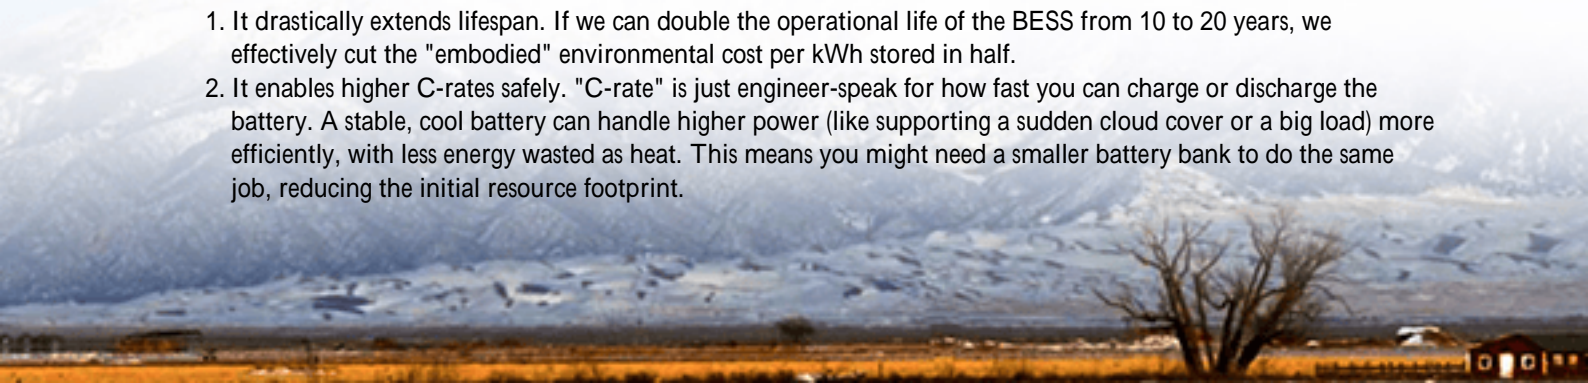 1. It drastically extends lifespan. If we can double the operational life of the BESS from 10 to 20 years, we
effectively cut the "embodied" environmental cost per kWh stored in half.
2. It enables higher C-rates safely. "C-rate" is just engineer-speak for how fast you can charge or discharge the
battery. A stable, cool battery can handle higher power (like supporting a sudden cloud cover or a big load) more
efficiently, with less energy wasted as heat. This means you might need a smaller battery bank to do the same
job, reducing the initial resource footprint.